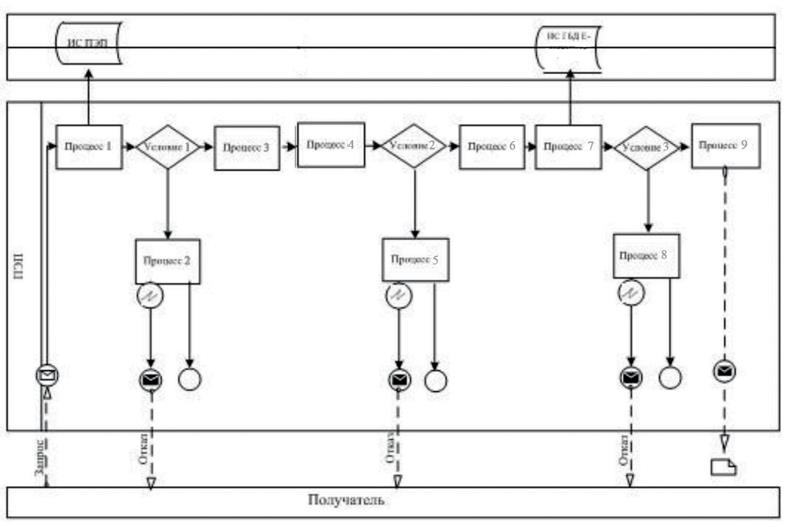 ИС ПЭП
ИС ГБД Е-
Процесс 1
Условие 1
Процесс 3
Процесс 4
Условие 2
Процесс 6
Процесс 7
Условие 3
Процесс 9
Процесс 2
Процесс 5
Процесс 8
Запрос
Отказ
Отказ
Отказ
Получатель